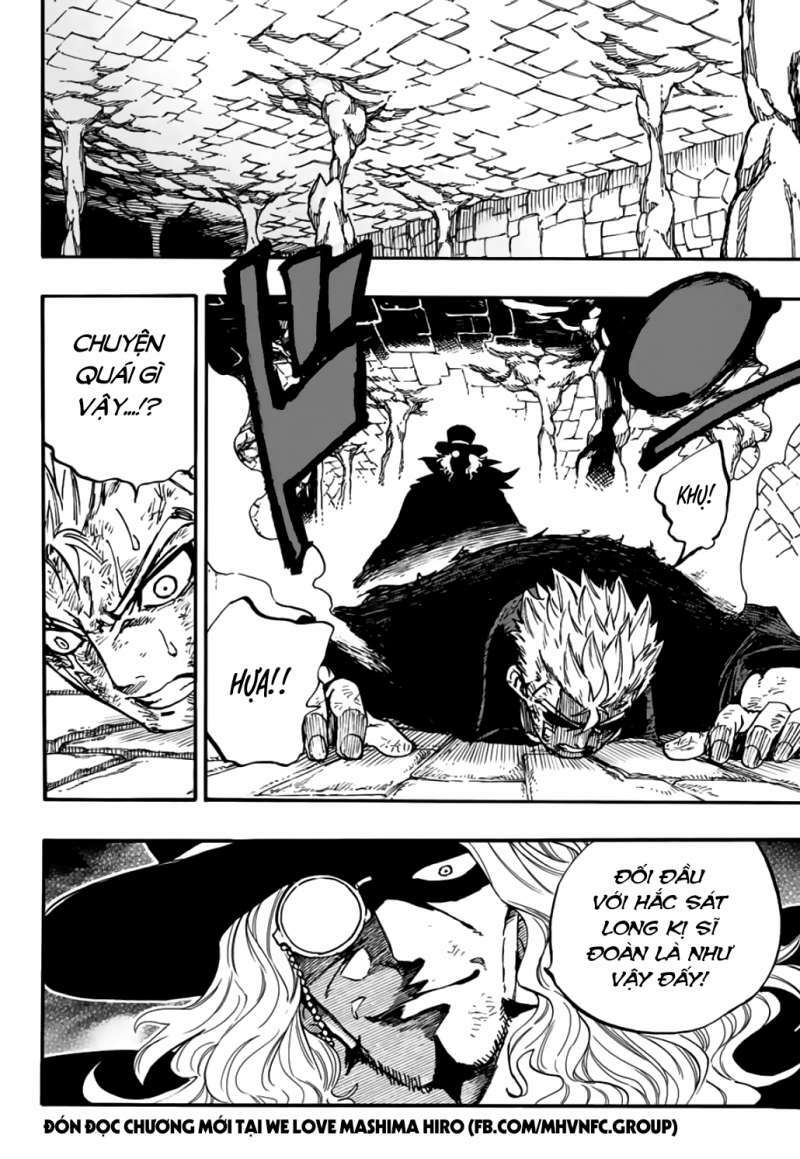 CHUYỆN
QUÁI GÌ
VẬY....!?
ド
KHỤ!
HỰA!!
ĐỐI ĐẦU
VỚI HẮC SÁT
LONG KỊ SĨ
ĐOÀN LÀ NHƯ
VẬY ĐẤY!
ĐÓN ĐỌC CHƯƠNG MỚI TẠI WE LOVE MASHIMA HIRO (FB.COM/MHVNFC.GROUP)